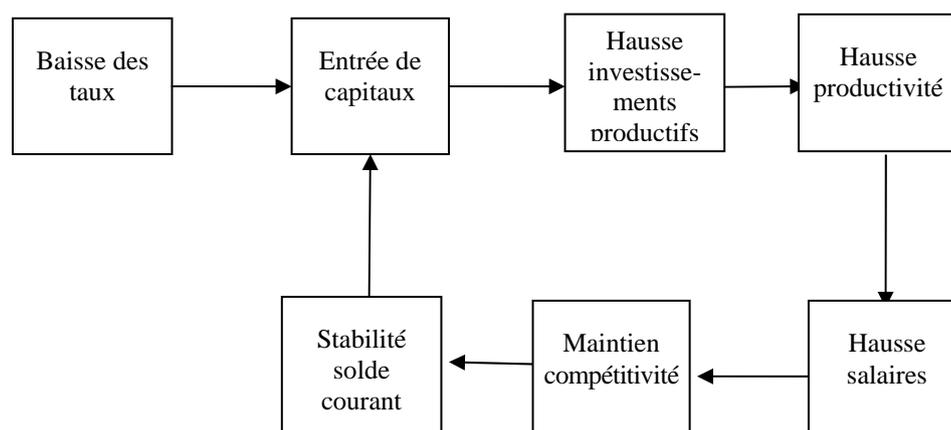 Baisse des
taux
Entrée de
capitaux
Hausse
investisse-
ments
productifs
Hausse
productivité
Stabilité
solde
courant
Maintien
compétitivité
Hausse
salaires